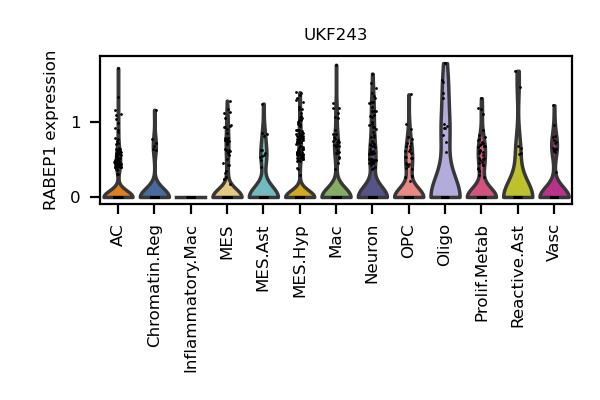 UKF243
RABEP1 expression
1
0
AC
Chromatin.Reg
Inflammatory.Mac
MES
MES.Ast
MES.Hyp
Mac
Neuron
OPC
Oligo
Prolif.Metab
Reactive.Ast
Vasc